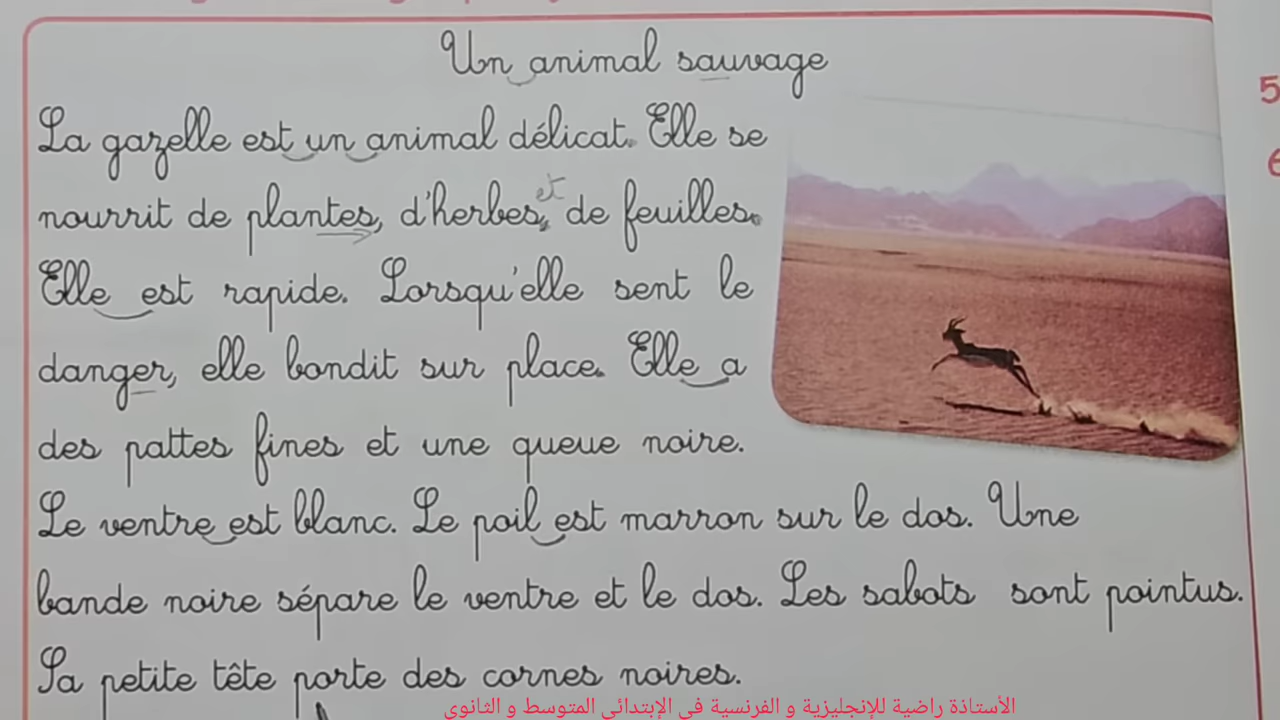 Un animal sauvage
La gazelle est un animal délicat. Elle se
et
nourrit de plantes, d'herbes, de feuilles.
Elle est rapide. Lorsqu'elle sent le
danger, elle bondit sur place. Elle a
des pattes fines et une queue noire.
Le ventre est blanc. Le poil est marron sur le dos. Une
bande noire sépare le ventre et le dos. Les sabots sont pointus.
Sa petite tête porte des cornes noires.
الأستاذة راضية للإنجليزية و الفرنسية في الإبتدائي المتوسط و الثانوي
5
6